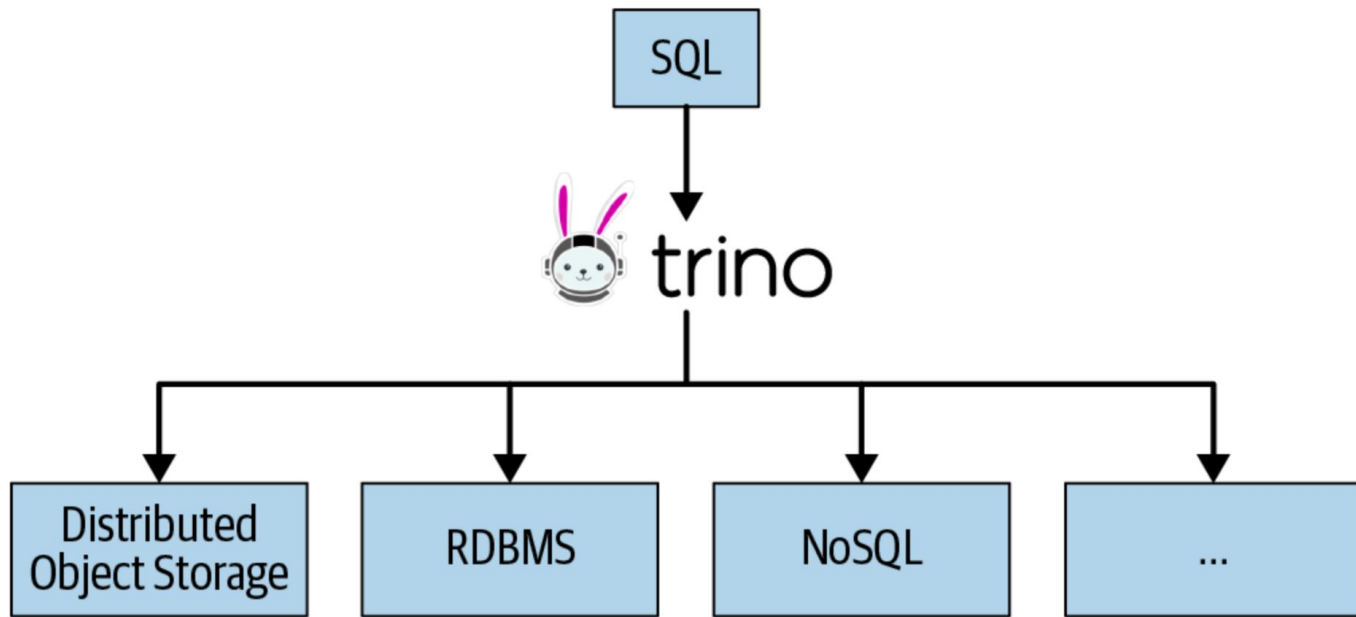 SQL
trino
Distributed
Object Storage
RDBMS
NoSQL
...